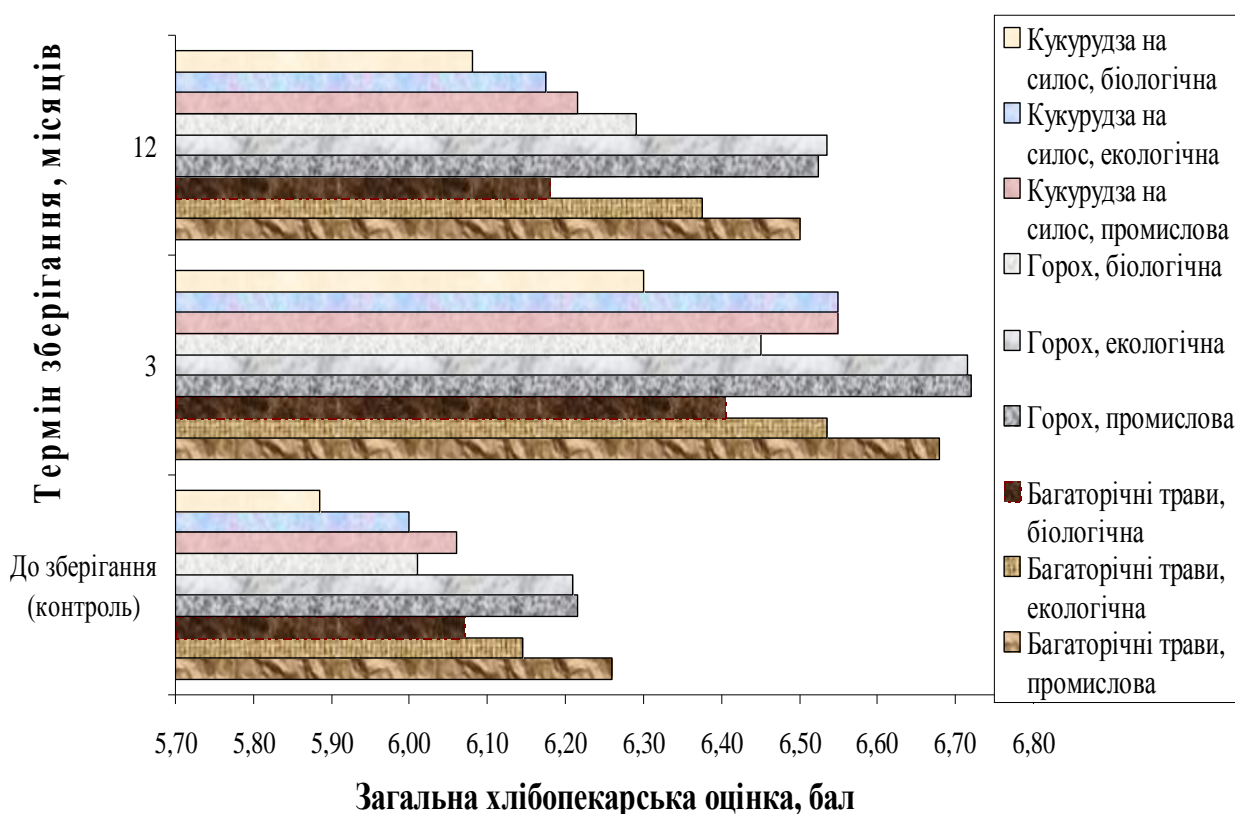 Термін зберігання, місяців
12
3
До зберігання
(контроль)
5,70 5,80 5,90 6,00 6,10 6,20 6,30 6,40 6,50 6,60 6,70 6,80
Загальна хлібопекарська оцінка, бал
Кукурудза на
силос, біологічна
Кукурудза на
силос, екологічна
Кукурудза на
силос, промислова
Горох, біологічна
Горох, екологічна
Горох, промислова
Багаторічні трави,
біологічна
Багаторічні трави,
екологічна
Багаторічні трави,
промислова